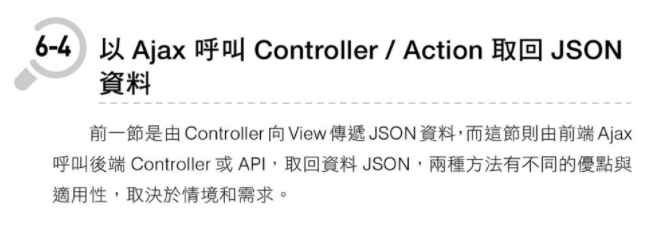 6-4 以 Ajax 呼叫 Controller / Action 取回 JSON
資料
前一節是由 Controller 向 View 傳遞 JSON 資料，而這節則由前端 Ajax
呼叫後端 Controller 或 API，取回資料 JSON，兩種方法有不同的優點與
適用性，取決於情境和需求。